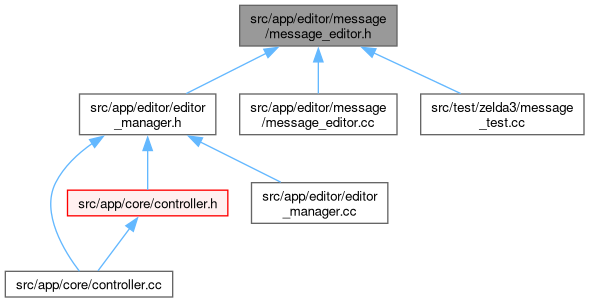 src/app/editor/message
/message_editor.h
src/app/editor/editor
_manager.h
src/app/editor/message
/message_editor.cc
src/test/zelda3/message
_test.cc
src/app/core/controller.h
src/app/editor/editor
_manager.cc
src/app/core/controller.cc